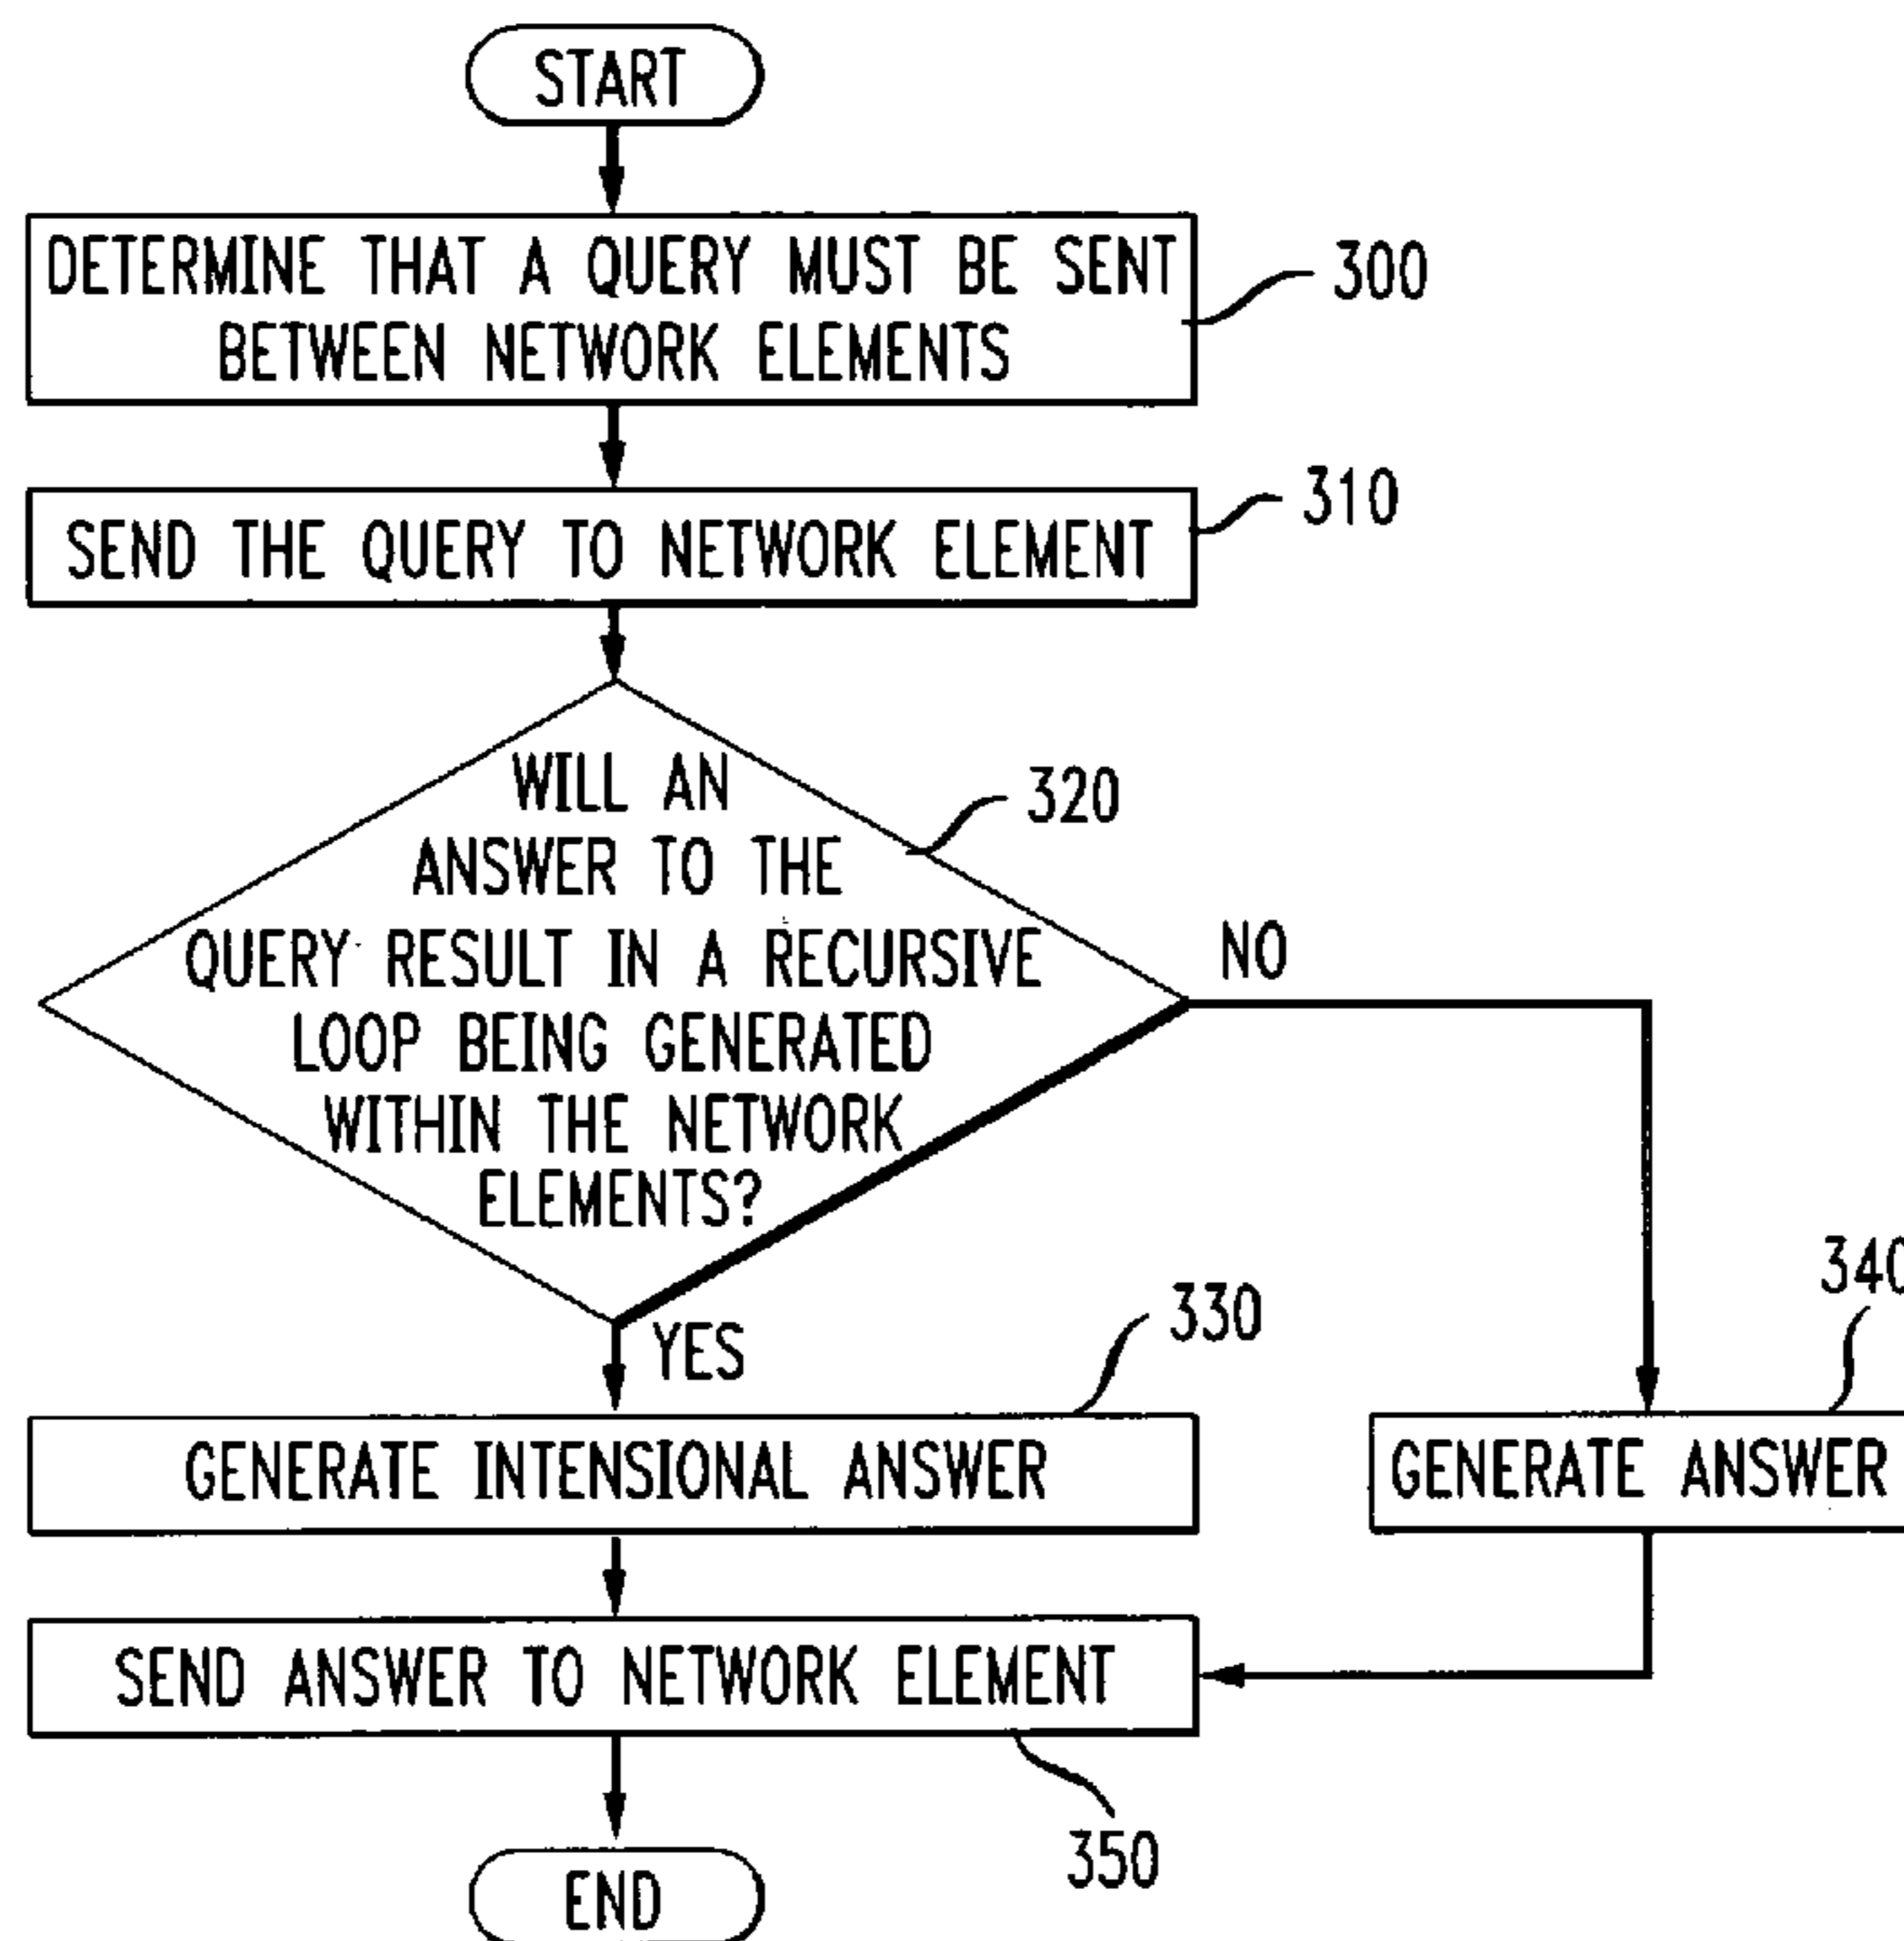 START
DETERMINE THAT A QUERY MUST BE SENT
BETWEEN NETWORK ELEMENTS
300
SEND THE QUERY TO NETWORK ELEMENT
310
WILL AN
ANSWER TO THE
QUERY RESULT IN A RECURSIVE
LOOP BEING GENERATED
WITHIN THE NETWORK
ELEMENTS?
320
NO
YES
330
340
GENERATE INTENSIONAL ANSWER
GENERATE ANSWER
SEND ANSWER TO NETWORK ELEMENT
350
END